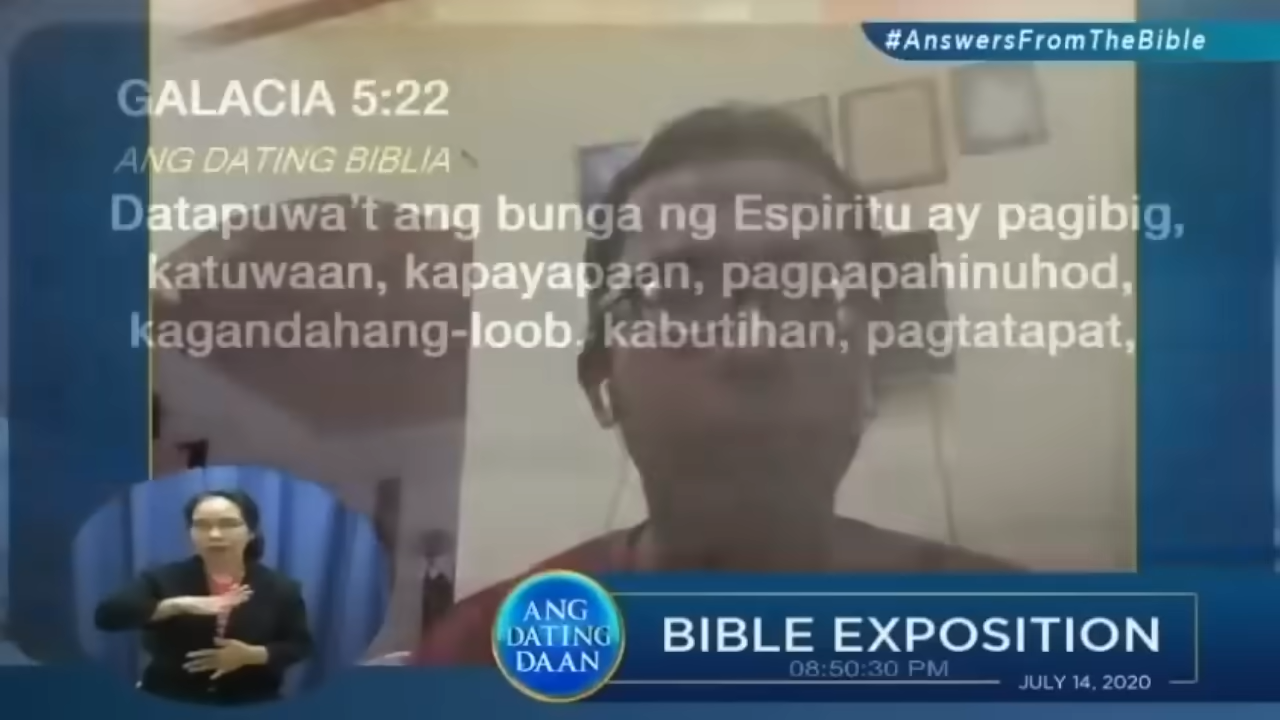 #AnswersFromTheBible
GALACIA 5:22
ANG DATING BIBLIA
Datapuwa't ang bunga ng Espiritu ay pagibig,
katuwaan, kapayapaan, pagpapahinuhod,
kagandahang-loob, kabutihan, pagtatapat,
ANG
DATING
DAAN
BIBLE EXPOSITION
08:50:30 PM
JULY 14, 2020